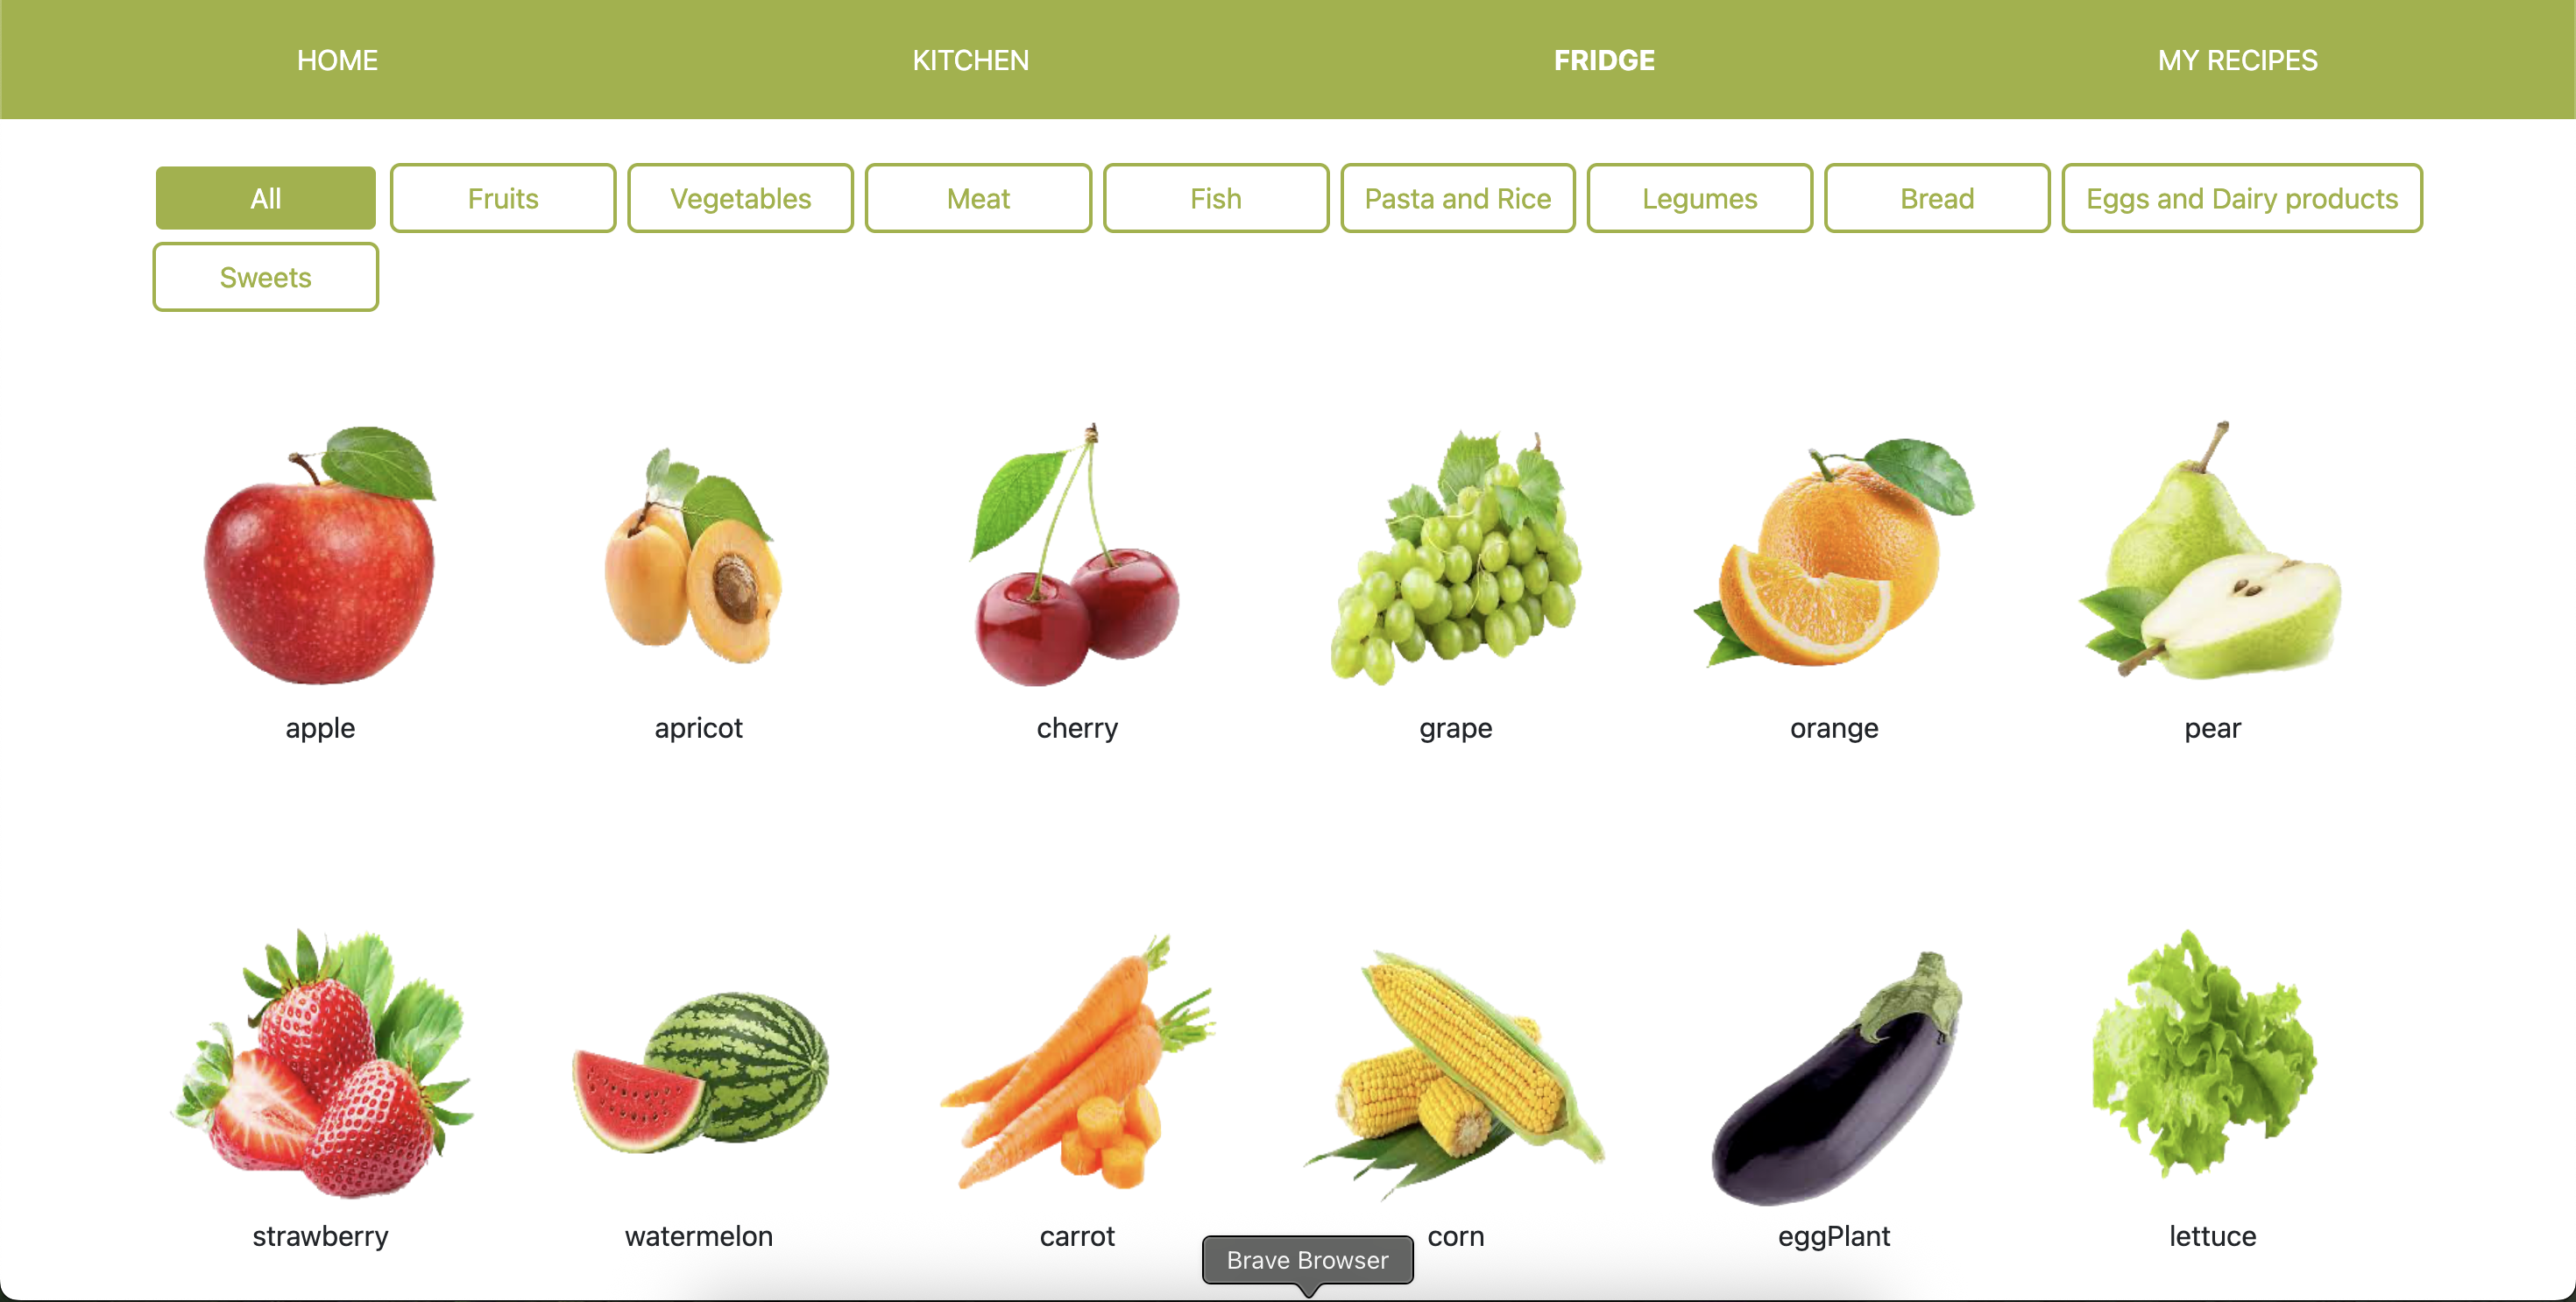 HOME KITCHEN FRIDGE MY RECIPES
All Fruits Vegetables Meat Fish Pasta and Rice Legumes Bread Eggs and Dairy products
Sweets
apple apricot cherry grape orange pear
strawberry watermelon carrot corn eggPlant lettuce
Brave Browser